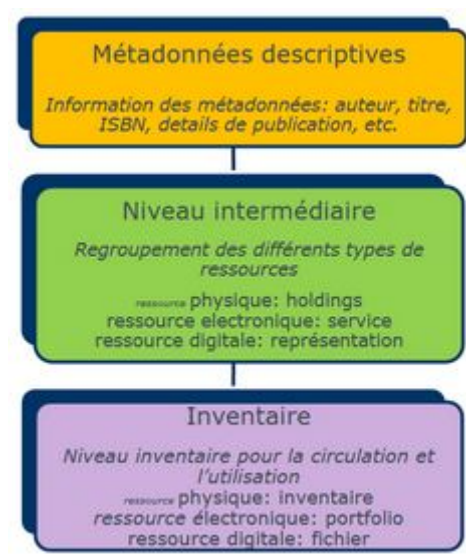 Métadonnées descriptives
Information des métadonnées: auteur, titre,
ISBN, details de publication, etc.
Niveau intermédiaire
Regroupement des différents types de
ressources
ressource physique: holdings
ressource electronique: service
ressource digitale: représentation
Inventaire
Niveau inventaire pour la circulation et
l'utilisation
ressource physique: inventaire
ressource électronique: portfolio
ressource digitale: fichier